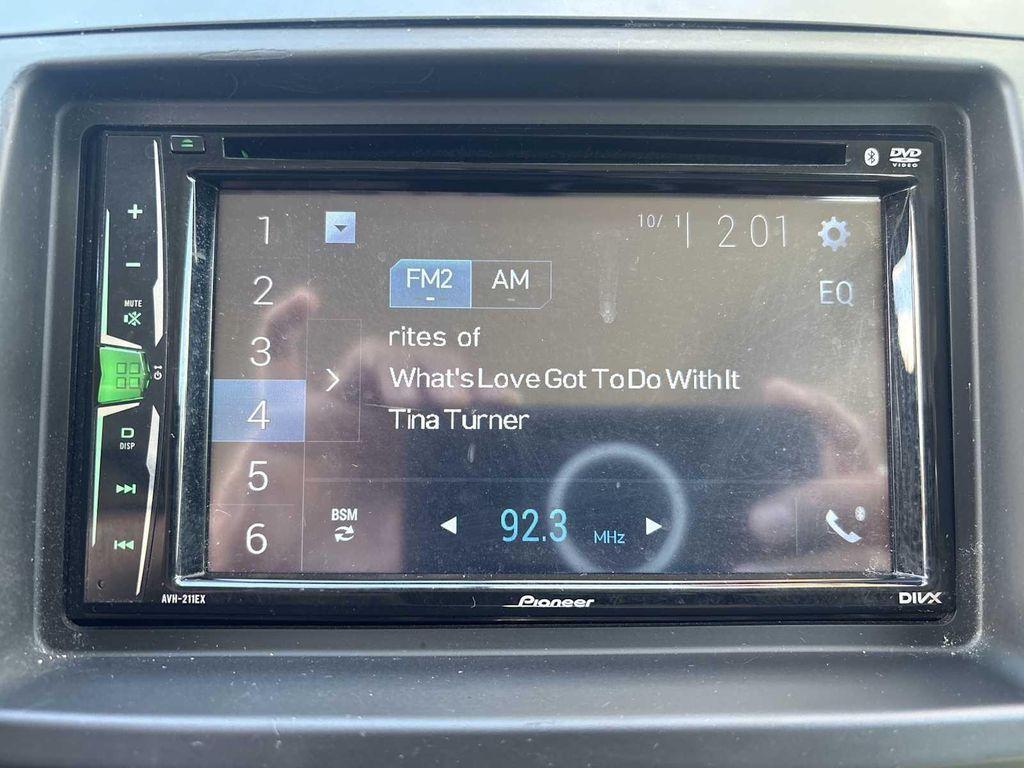 DVD
VIDEO
+
−
MUTE
D
DISP
1
2
3
4
5
6
10/ 1
2:01
FM2 AM
EQ
rites of
What's Love Got To Do With It
Tina Turner
BSM
92.3 MHz
AVH-211EX
Pioneer
DIVX